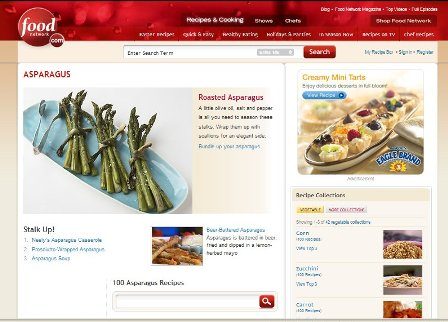 Blog • Food Network Magazine • Top Videos • Full Episodes
food
network
.com
Recipes & Cooking Shows Chefs Shop Food Network
Easter Recipes Quick & Easy Healthy Eating Holidays & Parties In Season Now Recipes on TV Chef Recipes
Enter Search Term
Search
My Recipe Box • Sign In • Register
ASPARAGUS
Roasted Asparagus
A little olive oil, salt and pepper
is all you need to season these
stalks. Wrap them up with
scallions for an elegant side.
Bundle up your asparagus
Creamy Mini Tarts
Enjoy delicious desserts in full bloom!
View Recipe
EAGLE BRAND
Advertisement
Stalk Up!
1. Neely's Asparagus Casserole
2. Prosciutto-Wrapped Asparagus
3. Asparagus Soup
Beer-Battered Asparagus
Asparagus is battered in beer,
fried and dipped in a lemon-
herbed mayo
100 Asparagus Recipes
Recipe Collections
VEGETABLE
MORE COLLECTIONS
Showing 1-3 of 42 vegetable collections
Corn
(100 Recipes)
View Top 3
Zucchini
(100 Recipes)
View Top 3
Carrot
(100 Recipes)